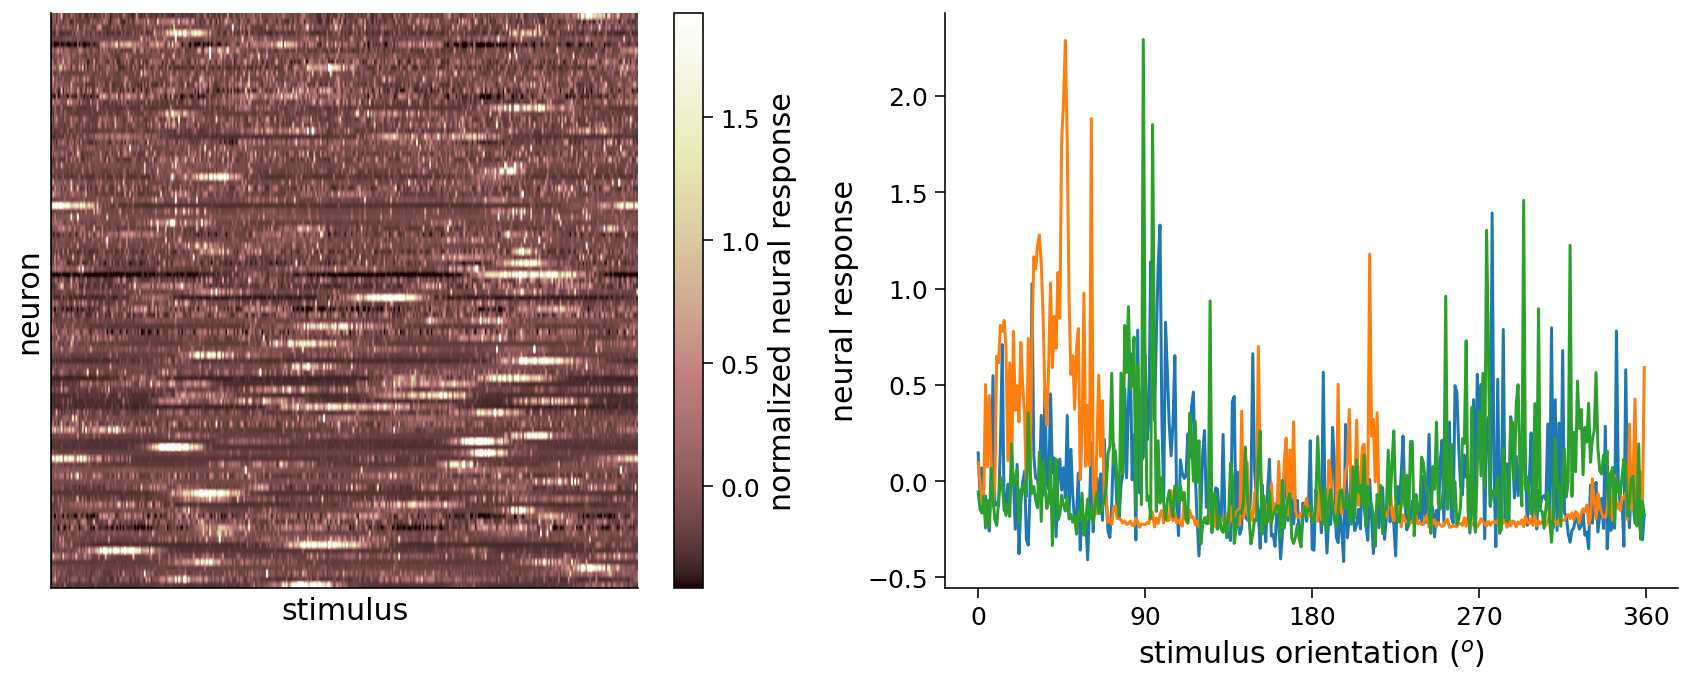 neuron
stimulus
1.5
1.0
0.5
0.0
normalized neural response
neural response
2.0
1.5
1.0
0.5
0.0
−0.5
0 90 180 270 360
stimulus orientation (o)